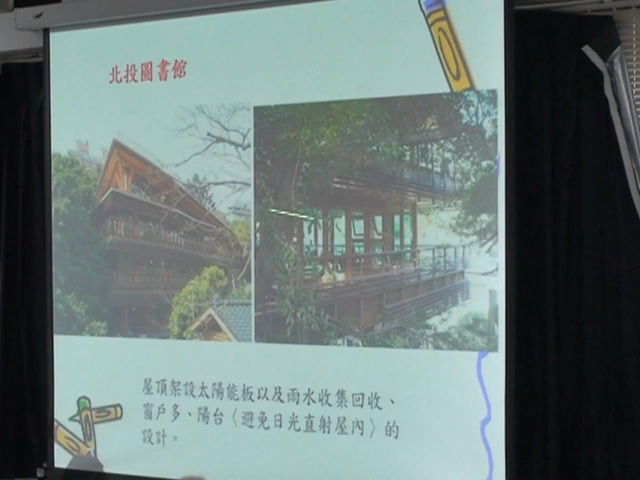 北投圖書館
屋頂架設太陽能板以及雨水收集回收、
窗戶多、陽台〈避免日光直射屋內〉的
設計。